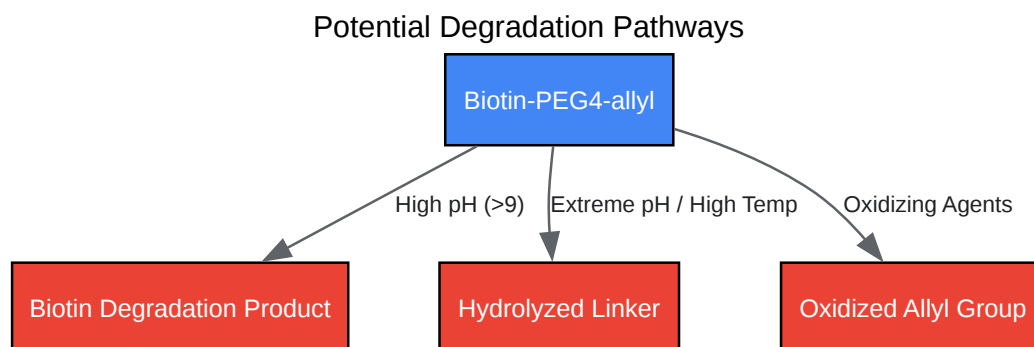 Potential Degradation Pathways
Biotin-PEG4-allyl
High pH (>9)
Extreme pH / High Temp
Oxidizing Agents
Biotin Degradation Product
Hydrolyzed Linker
Oxidized Allyl Group